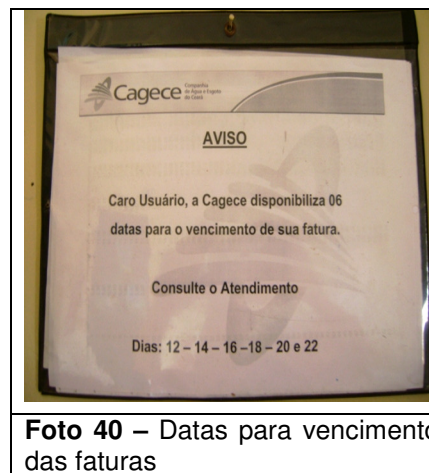 Cagece Companhia
de Água e Esgoto
do Ceará
AVISO
Caro Usuário, a Cagece disponibiliza 06
datas para o vencimento de sua fatura.
Consulte o Atendimento
Dias: 12 – 14 – 16 –18 – 20 e 22
Foto 40 – Datas para vencimento
das faturas